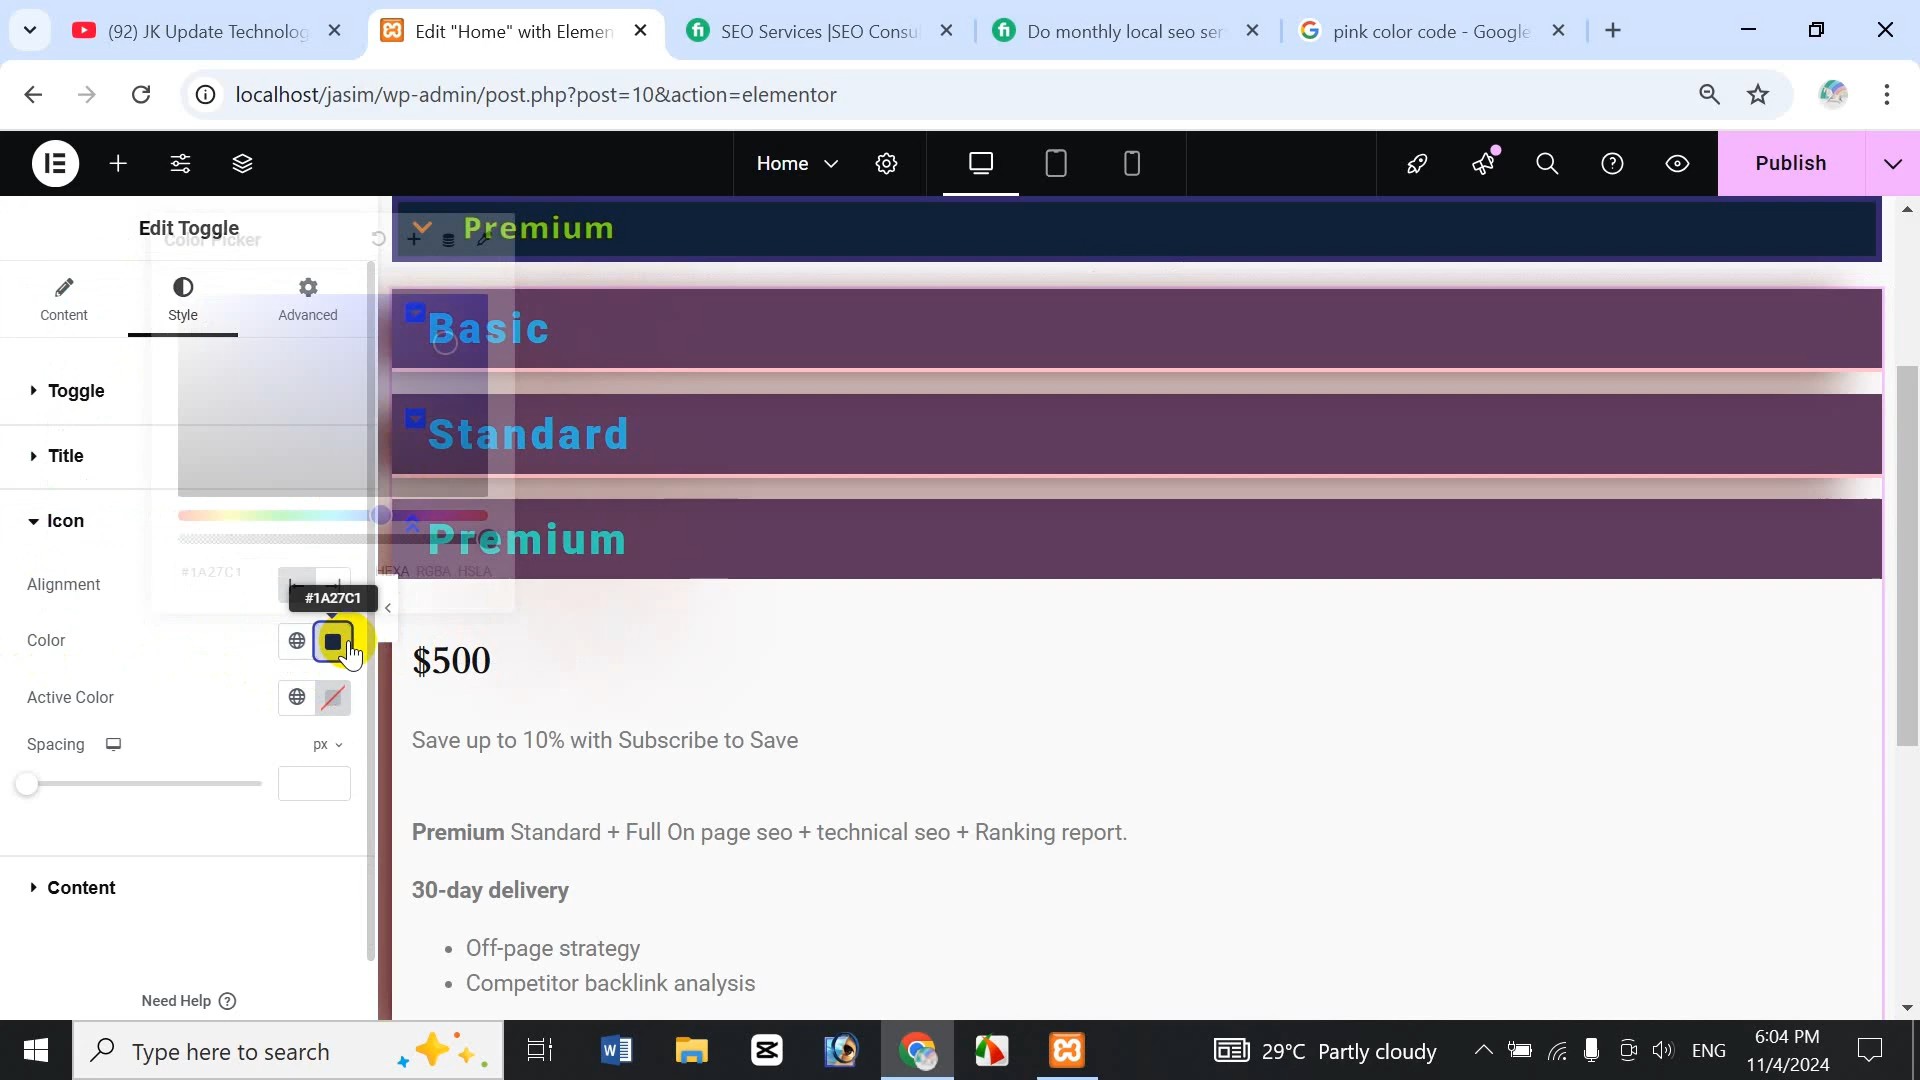 (92) JK Update Technolog
Edit "Home" with Elemen
SEO Services |SEO Consu
Do monthly local seo ser
pink color code - Google
localhost/jasim/wp-admin/post.php?post=10&action=elementor
Home
Publish
Edit Toggle
Color Picker
Premium
Content
Style
Advanced
Basic
Toggle
Standard
Title
Icon
Premium
#1A27C1
HEXA RGBA HSLA
Alignment
#1A27C1
Color
$500
Active Color
Spacing
px
Save up to 10% with Subscribe to Save
Premium Standard + Full On page seo + technical seo + Ranking report.
Content
30-day delivery
Off-page strategy
Competitor backlink analysis
Need Help
Type here to search
29°C Partly cloudy
ENG
6:04 PM
11/4/2024